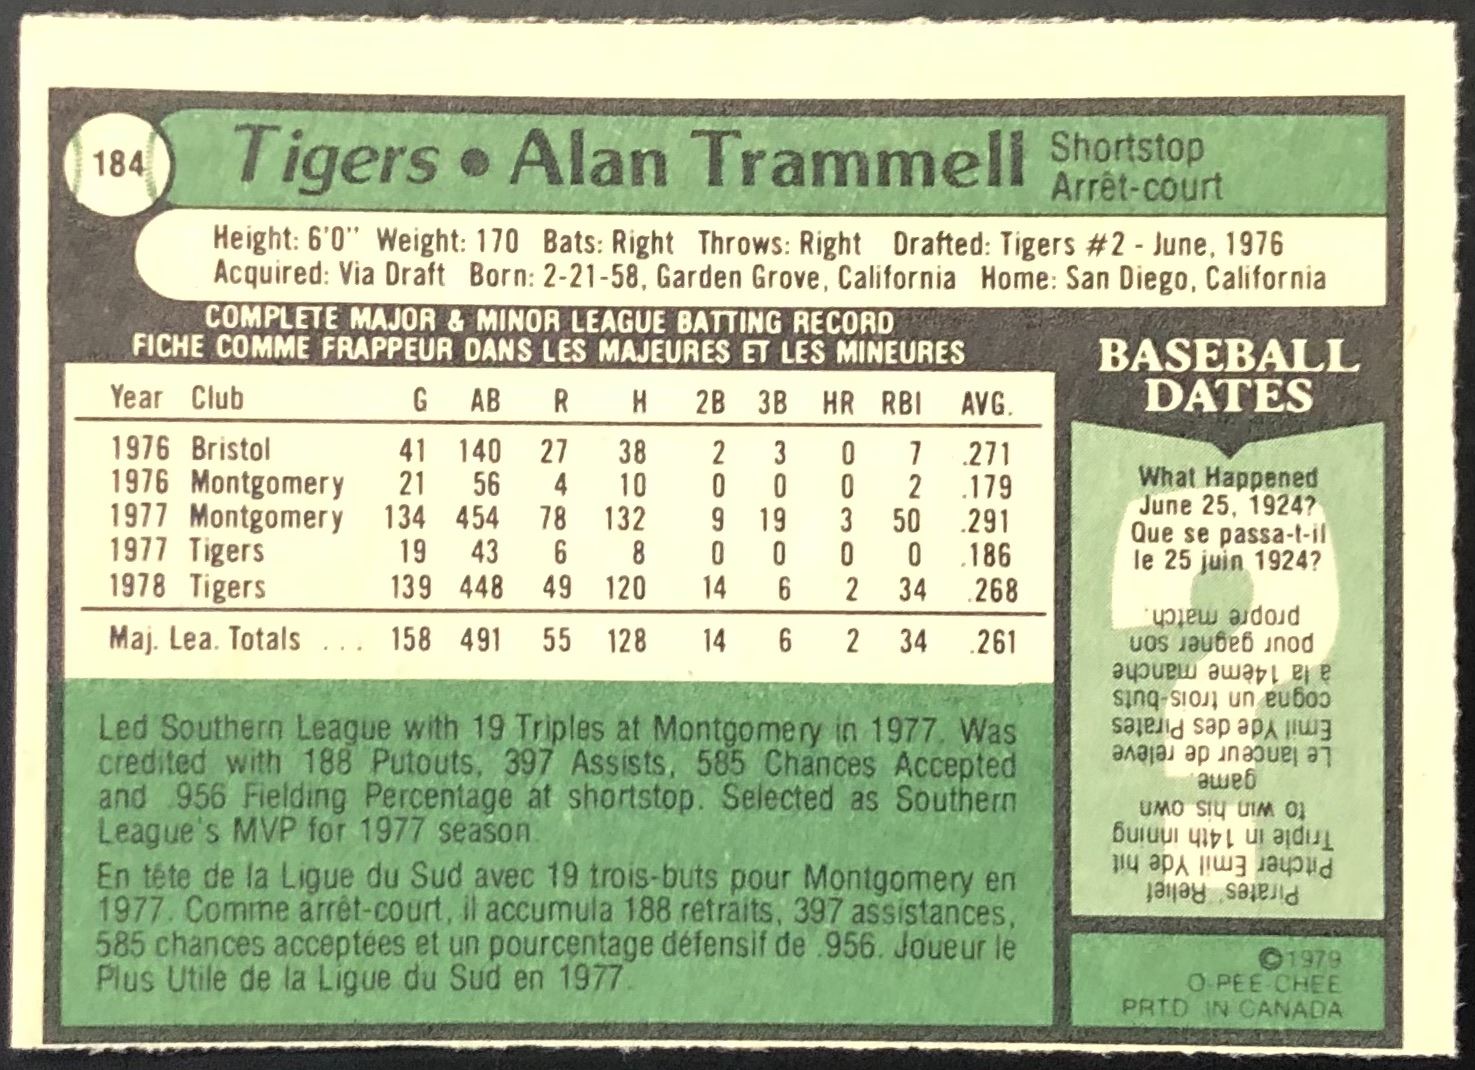 184
Tigers • Alan Trammell
Shortstop
Arrêt-court
Height: 6'0" Weight: 170 Bats: Right Throws: Right Drafted: Tigers #2 - June, 1976
Acquired: Via Draft Born: 2-21-58, Garden Grove, California Home: San Diego, California
COMPLETE MAJOR & MINOR LEAGUE BATTING RECORD
FICHE COMME FRAPPEUR DANS LES MAJEURES ET LES MINEURES
Year Club G AB R H 2B 3B HR RBI AVG.
1976 Bristol 41 140 27 38 2 3 0 7 .271
1976 Montgomery 21 56 4 10 0 0 0 2 .179
1977 Montgomery 134 454 78 132 9 19 3 50 .291
1977 Tigers 19 43 6 8 0 0 0 0 .186
1978 Tigers 139 448 49 120 14 6 2 34 .268
Maj. Lea. Totals ... 158 491 55 128 14 6 2 34 .261
Led Southern League with 19 Triples at Montgomery in 1977. Was
credited with 188 Putouts, 397 Assists, 585 Chances Accepted
and .956 Fielding Percentage at shortstop. Selected as Southern
League's MVP for 1977 season.
En tête de la Ligue du Sud avec 19 trois-buts pour Montgomery en
1977. Comme arrêt-court, il accumula 188 retraits, 397 assistances,
585 chances acceptées et un pourcentage défensif de .956. Joueur le
Plus Utile de la Ligue du Sud en 1977.
BASEBALL
DATES
What Happened
June 25, 1924?
Que se passa-t-il
le 25 juin 1924?
Pirates' Relief
Pitcher Emil Yde hit
Triple in 14th inning
to win his own
game.
Le lanceur de relève
Emil Yde des Pirates
cogna un trois-buts
à la 14ème manche
pour gagner son
propre match.
©1979
O-PEE-CHEE
PRTD. IN CANADA